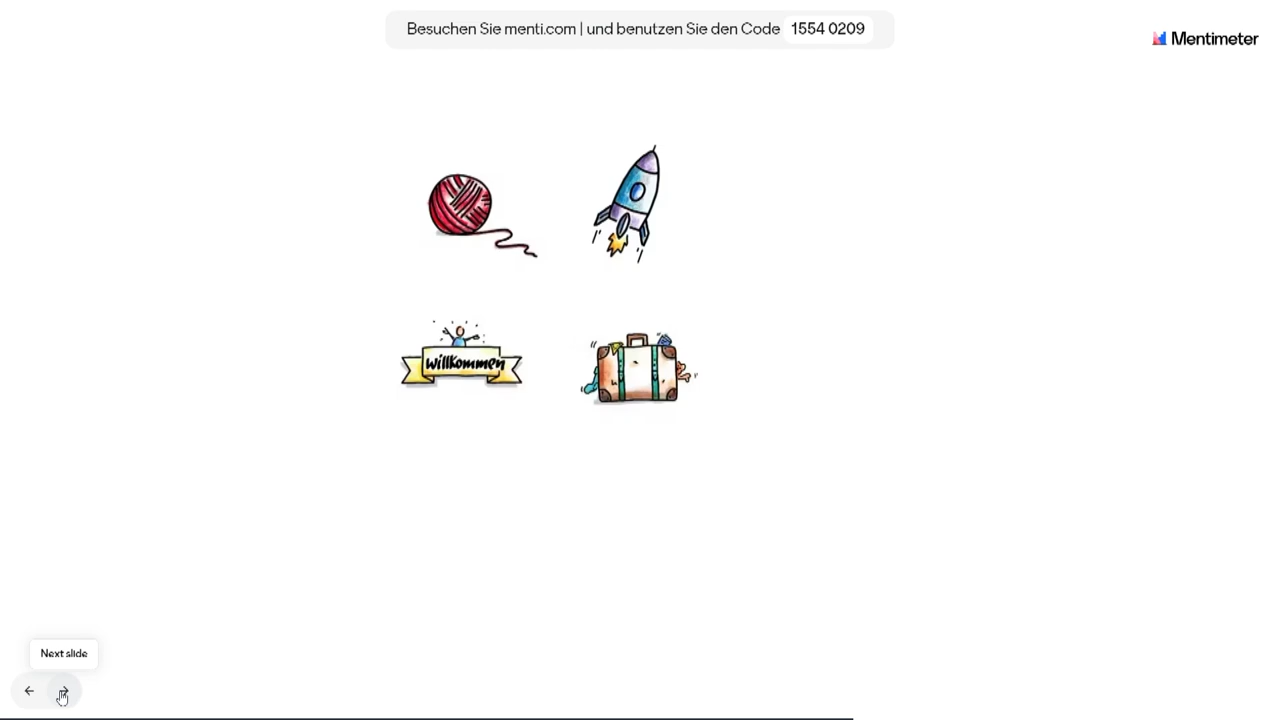 Besuchen Sie menti.com | und benutzen Sie den Code 1554 0209
Mentimeter
willkommen
Next slide